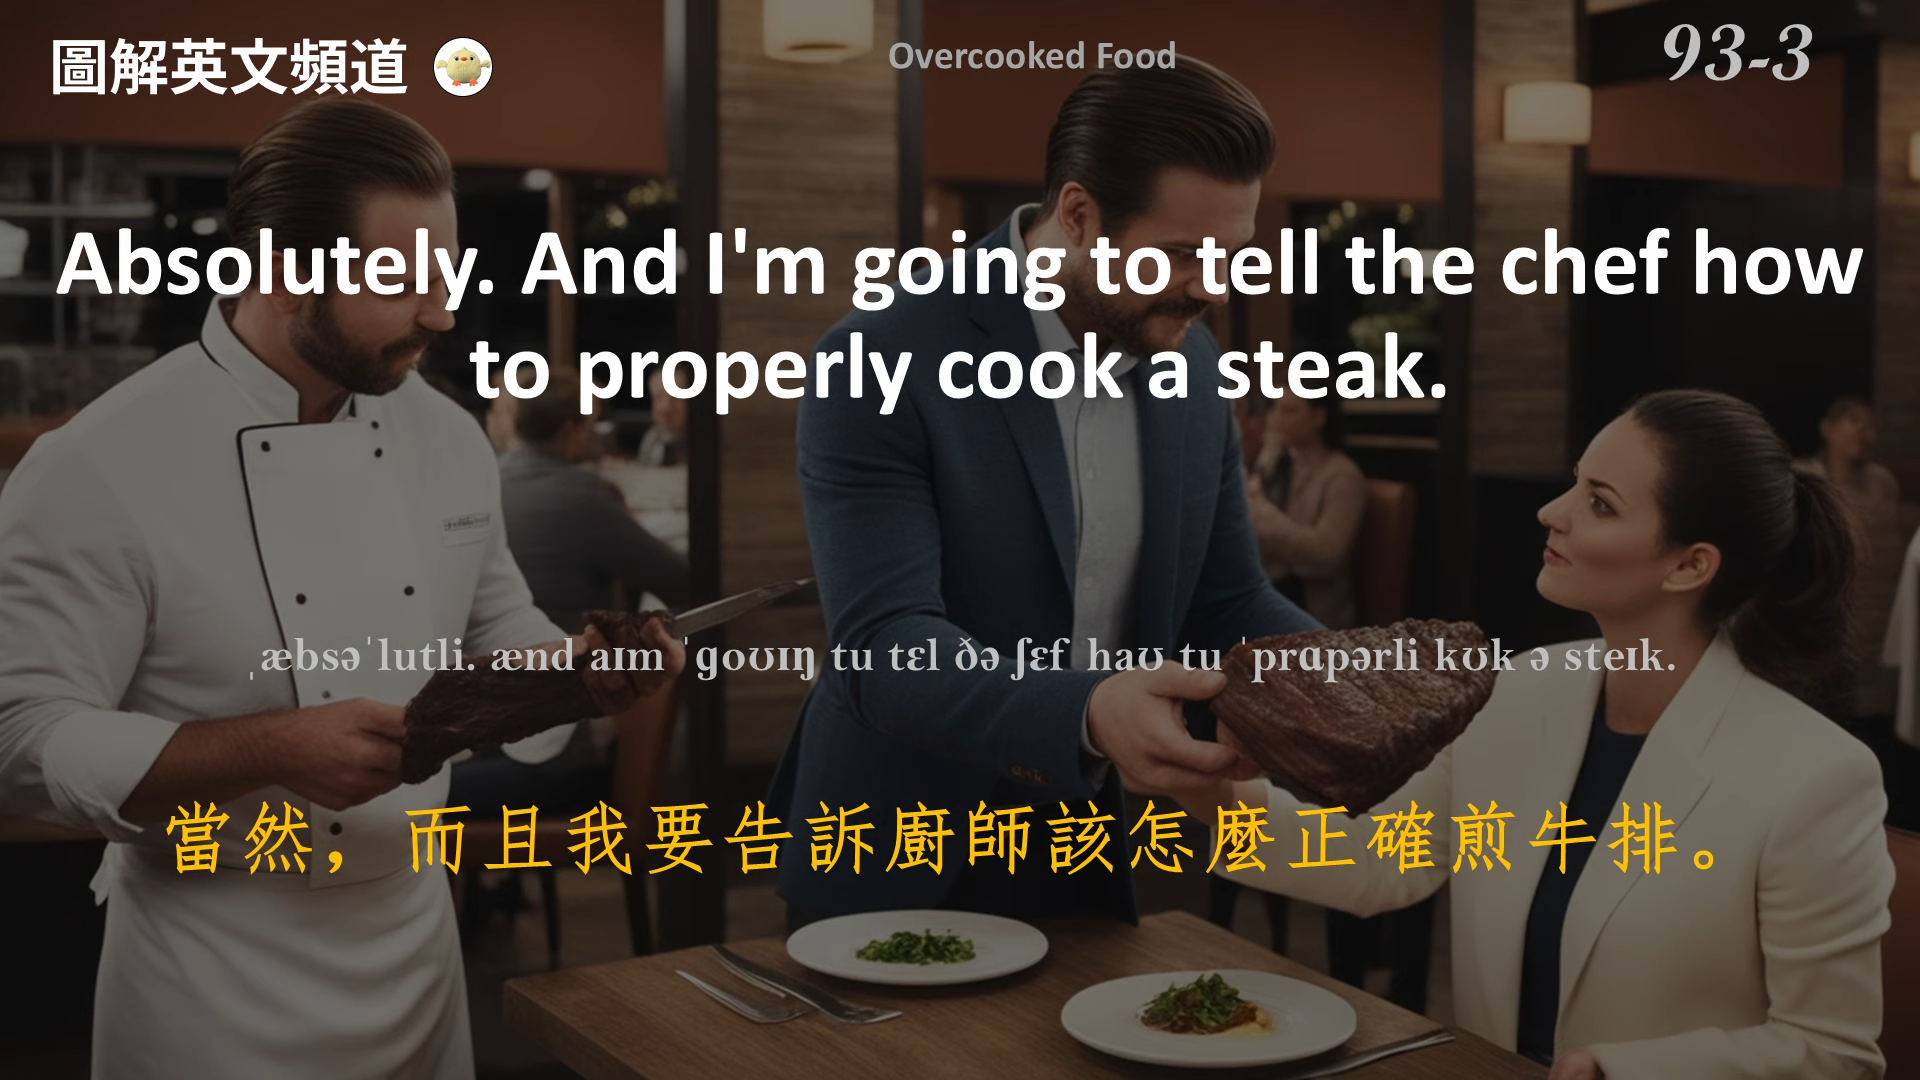 圖解英文頻道
Overcooked Food
93-3
Absolutely. And I'm going to tell the chef how
to properly cook a steak.
ˌæbsəˈlutli. ænd aɪm ˈɡoʊɪŋ tu tɛl ðə ʃɛf haʊ tu ˈprɑpərli kʊk ə steɪk.
當然，而且我要告訴廚師該怎麼正確煎牛排。